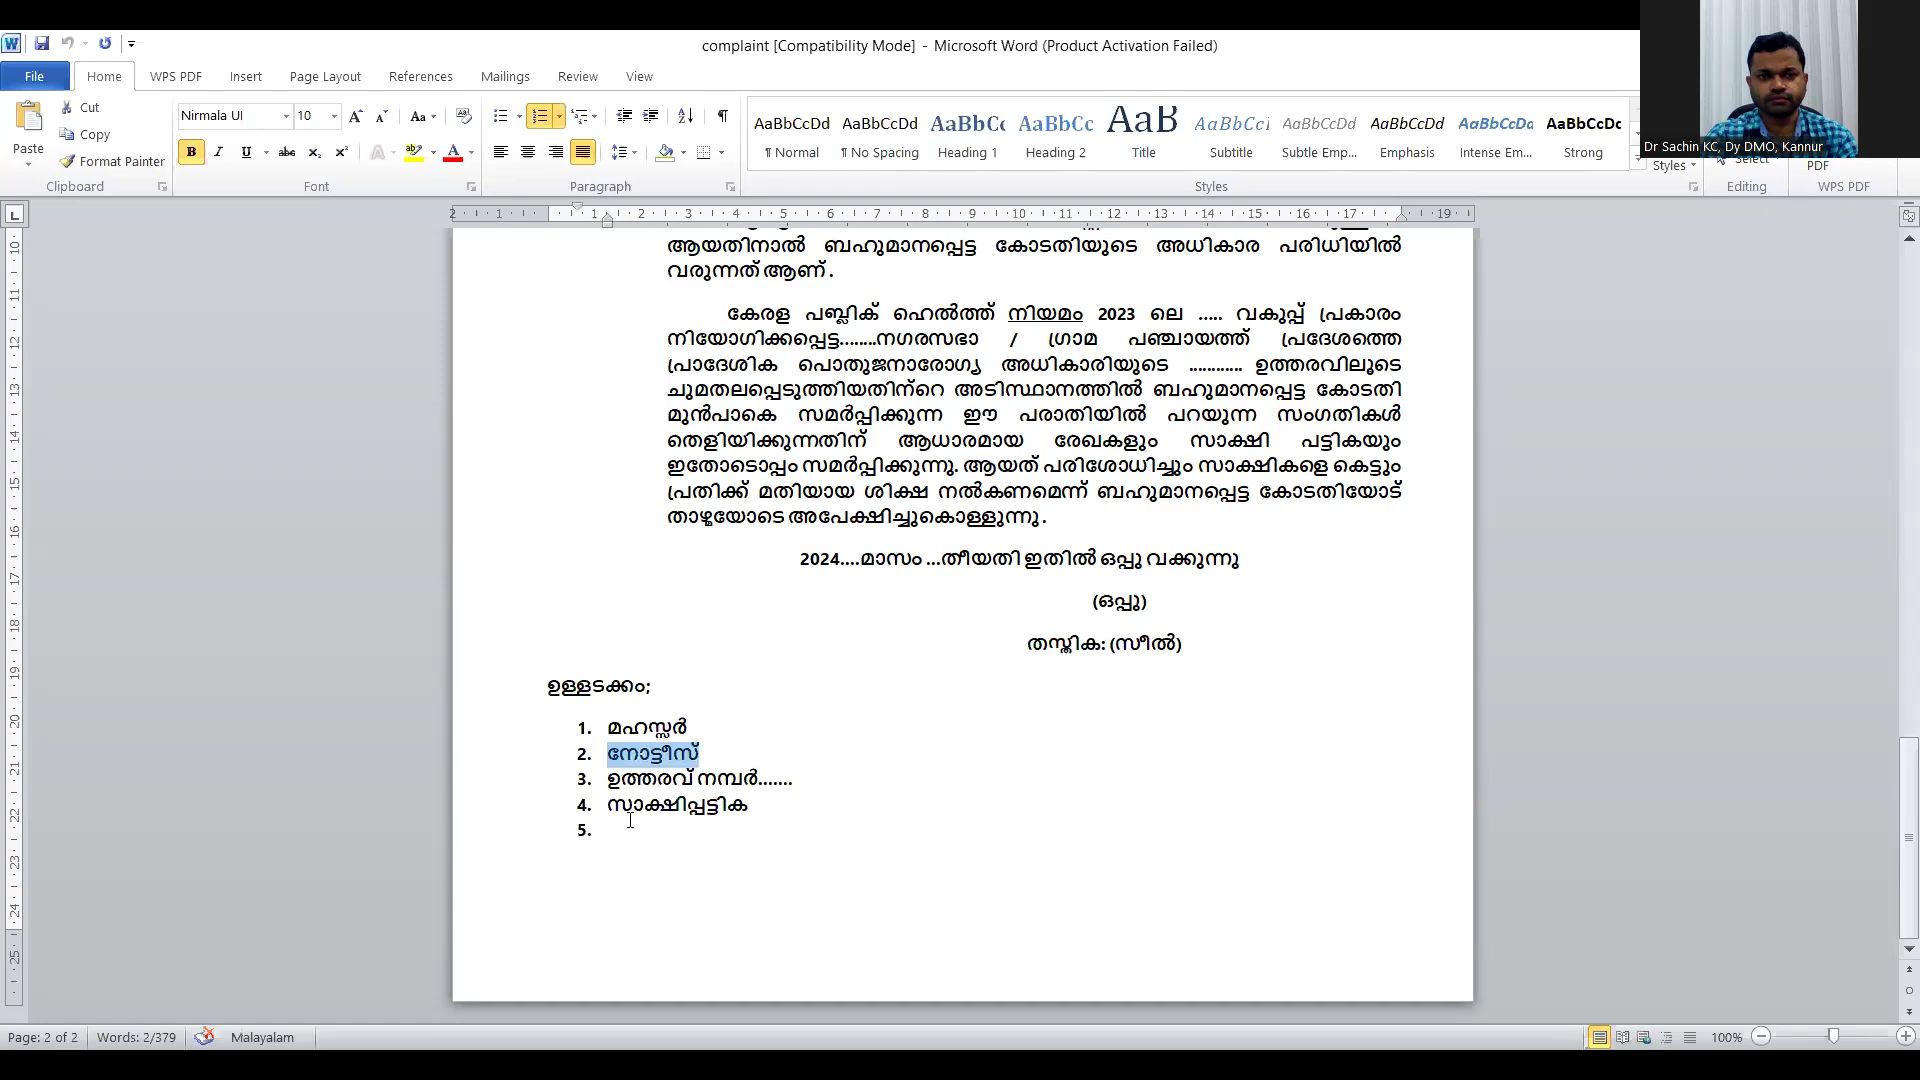 complaint [Compatibility Mode] - Microsoft Word (Product Activation Failed)
File Home WPS PDF Insert Page Layout References Mailings Review View
Paste Cut Copy Format Painter
Nirmala UI 10
AaBbCcDd AaBbCcDd AaBbCc AaBbCc AaB AaBbCcI AaBbCcDd AaBbCcDd AaBbCcDd AaBbCcDc
¶ Normal ¶ No Spacing Heading 1 Heading 2 Title Subtitle Subtle Emp... Emphasis Intense Em... Strong
Styles Select PDF
Clipboard Font Paragraph Styles Editing WPS PDF
Dr Sachin KC, Dy DMO, Kannur
ആയതിനാൽ ബഹുമാനപ്പെട്ട കോടതിയുടെ അധികാര പരിധിയിൽ
വരുന്നത് ആണ് .
കേരള പബ്ലിക് ഹെൽത്ത് നിയമം 2023 ലെ ..... വകുപ്പ് പ്രകാരം
നിയോഗിക്കപ്പെട്ട........നഗരസഭാ / ഗ്രാമ പഞ്ചായത്ത് പ്രദേശത്തെ
പ്രാദേശിക പൊതുജനാരോഗ്യ അധികാരിയുടെ ............ ഉത്തരവിലൂടെ
ചുമതലപ്പെടുത്തിയതിന്റെ അടിസ്ഥാനത്തിൽ ബഹുമാനപ്പെട്ട കോടതി
മുൻപാകെ സമർപ്പിക്കുന്ന ഈ പരാതിയിൽ പറയുന്ന സംഗതികൾ
തെളിയിക്കുന്നതിന് ആധാരമായ രേഖകളും സാക്ഷി പട്ടികയും
ഇതോടൊപ്പം സമർപ്പിക്കുന്നു. ആയത് പരിശോധിച്ചും സാക്ഷികളെ കെട്ടും
പ്രതിക്ക് മതിയായ ശിക്ഷ നൽകണമെന്ന് ബഹുമാനപ്പെട്ട കോടതിയോട്
താഴ്മയോടെ അപേക്ഷിച്ചുകൊള്ളുന്നു .
2024....മാസം ...തീയതി ഇതിൽ ഒപ്പു വക്കുന്നു
(ഒപ്പു)
തസ്തിക: (സീൽ)
ഉള്ളടക്കം;
1. മഹസ്സർ
2. നോട്ടീസ്
3. ഉത്തരവ് നമ്പർ.......
4. സാക്ഷിപ്പട്ടിക
5.
Page: 2 of 2 Words: 2/379 Malayalam 100%